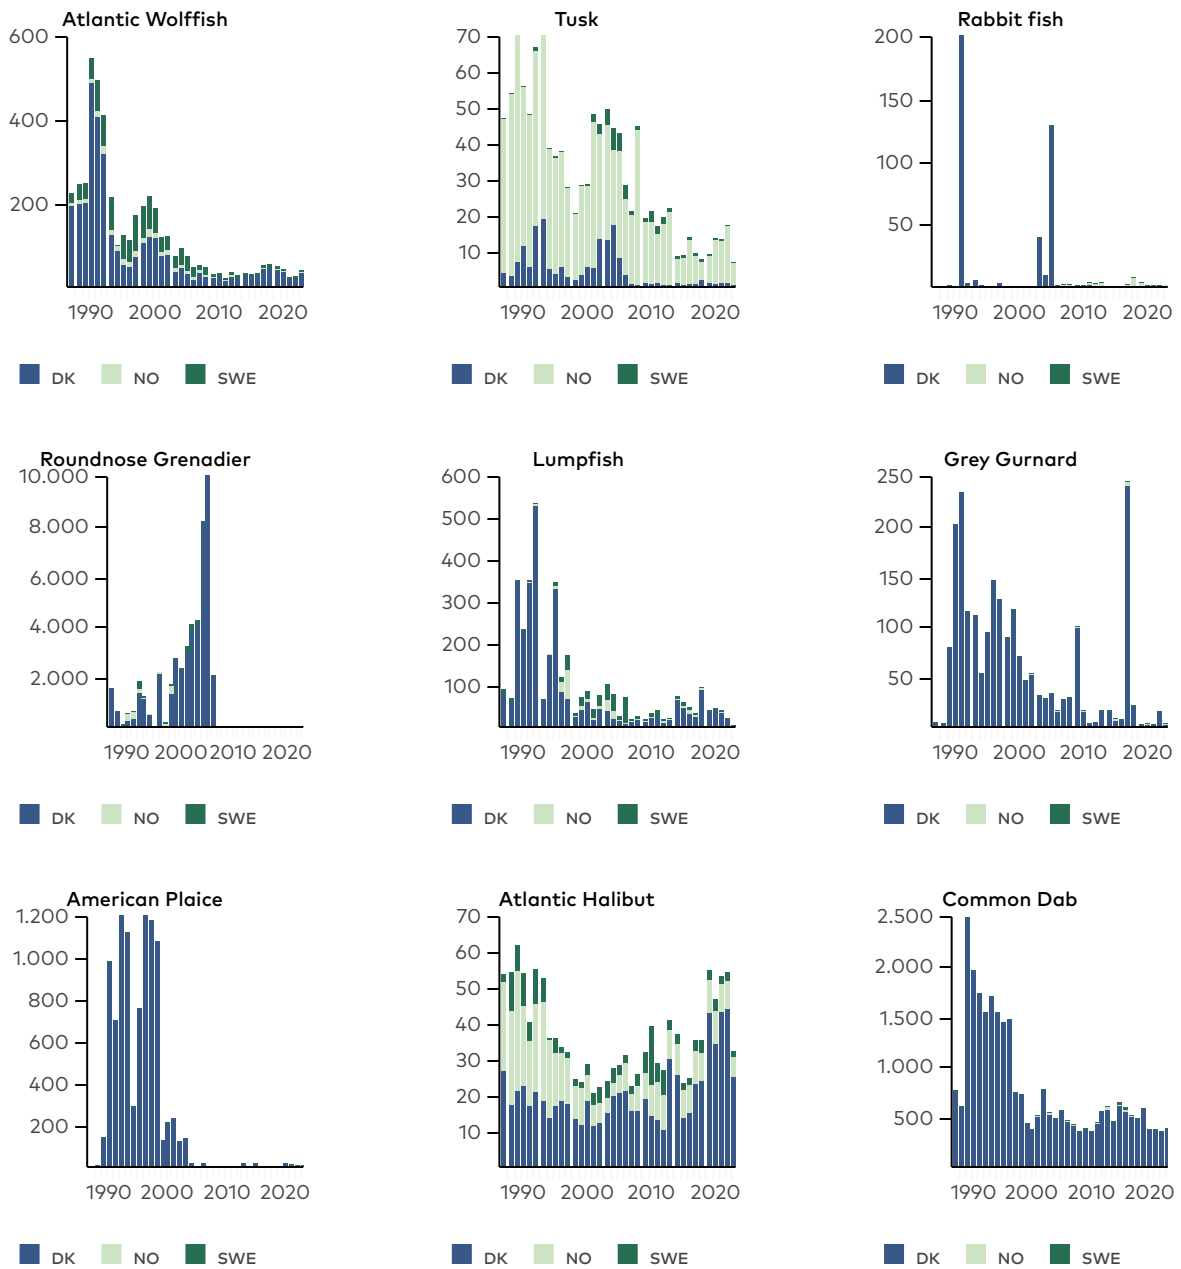 Atlantic Wolffish
600
400
200
1990 2000 2010 2020
DK NO SWE
Tusk
70
60
50
40
30
20
10
1990 2000 2010 2020
DK NO SWE
Rabbit fish
200
150
100
50
1990 2000 2010 2020
DK NO SWE
Roundnose Grenadier
10.000
8.000
6.000
4.000
2.000
1990 2000 2010 2020
DK NO SWE
Lumpfish
600
500
400
300
200
100
1990 2000 2010 2020
DK NO SWE
Grey Gurnard
250
200
150
100
50
1990 2000 2010 2020
DK NO SWE
American Plaice
1.200
1.000
800
600
400
200
1990 2000 2010 2020
DK NO SWE
Atlantic Halibut
70
60
50
40
30
20
10
1990 2000 2010 2020
DK NO SWE
Common Dab
2.500
2.000
1.500
1.000
500
1990 2000 2010 2020
DK NO SWE